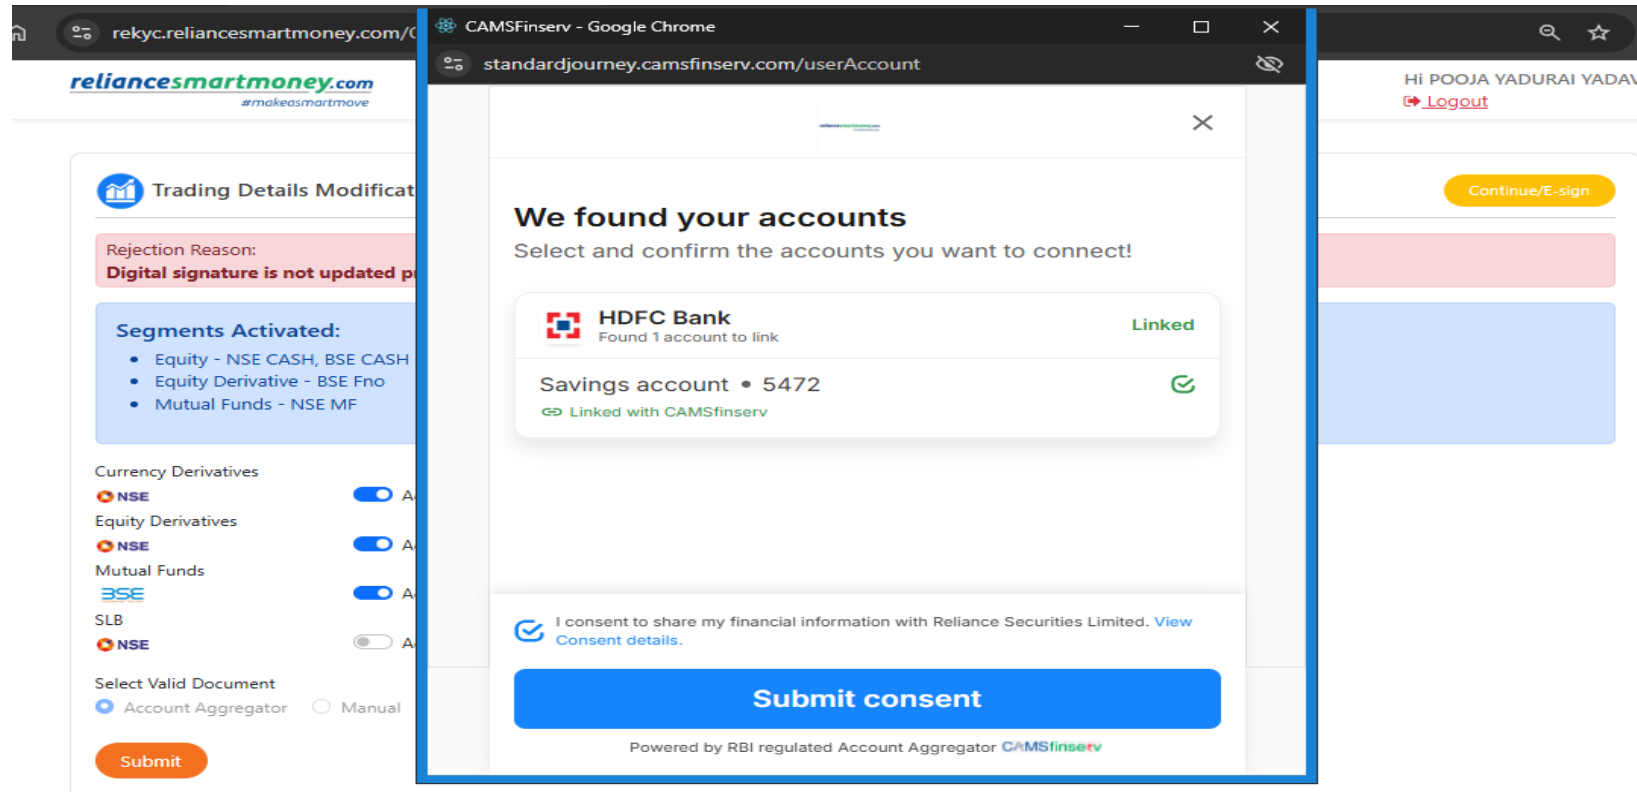 CAMSFinserv - Google Chrome
rekyc.reliancesmartmoney.com/
standardjourney.camsfinserv.com/userAccount
reliancesmartmoney.com
#makeasmartmove
Hi POOJA YADURAI YADAV
Logout
Trading Details Modificat
Continue/E-sign
Rejection Reason:
Digital signature is not updated p
Segments Activated:
• Equity - NSE CASH, BSE CASH
• Equity Derivative - BSE Fno
• Mutual Funds - NSE MF
Currency Derivatives
NSE
Equity Derivatives
NSE
Mutual Funds
BSE
SLB
NSE
Select Valid Document
Account Aggregator Manual
Submit
We found your accounts
Select and confirm the accounts you want to connect!
HDFC Bank
Found 1 account to link
Linked
Savings account • 5472
Linked with CAMSfinserv
I consent to share my financial information with Reliance Securities Limited. View
Consent details.
Submit consent
Powered by RBI regulated Account Aggregator CAMSfinserv